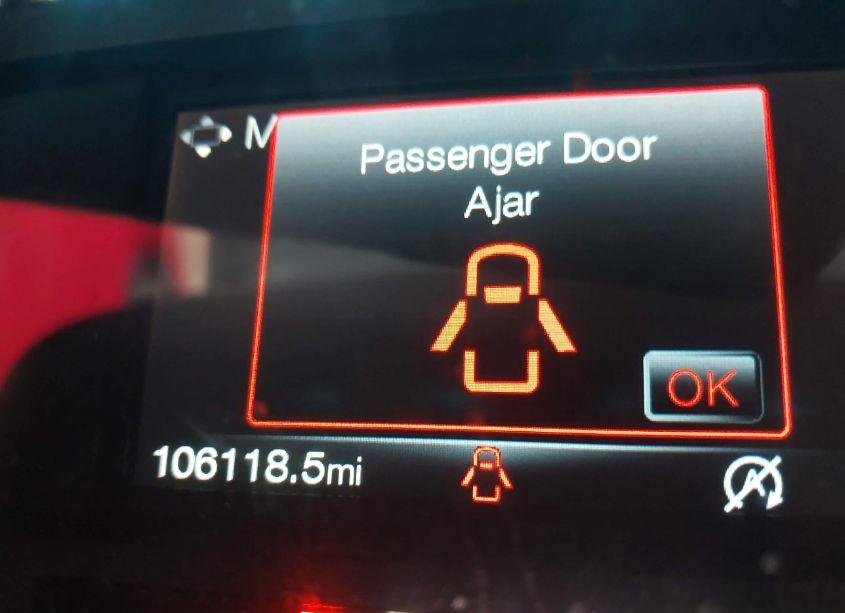 M
Passenger Door
Ajar
OK
106118.5mi
A